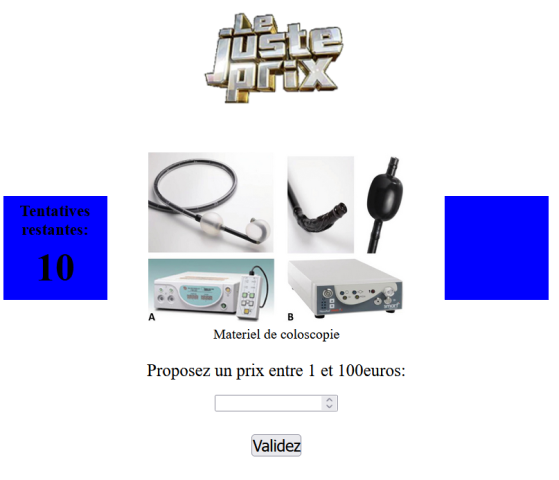 Le
juste
prix
Tentatives
restantes:
10
A
B
Materiel de coloscopie
Proposez un prix entre 1 et 100euros:
Validez